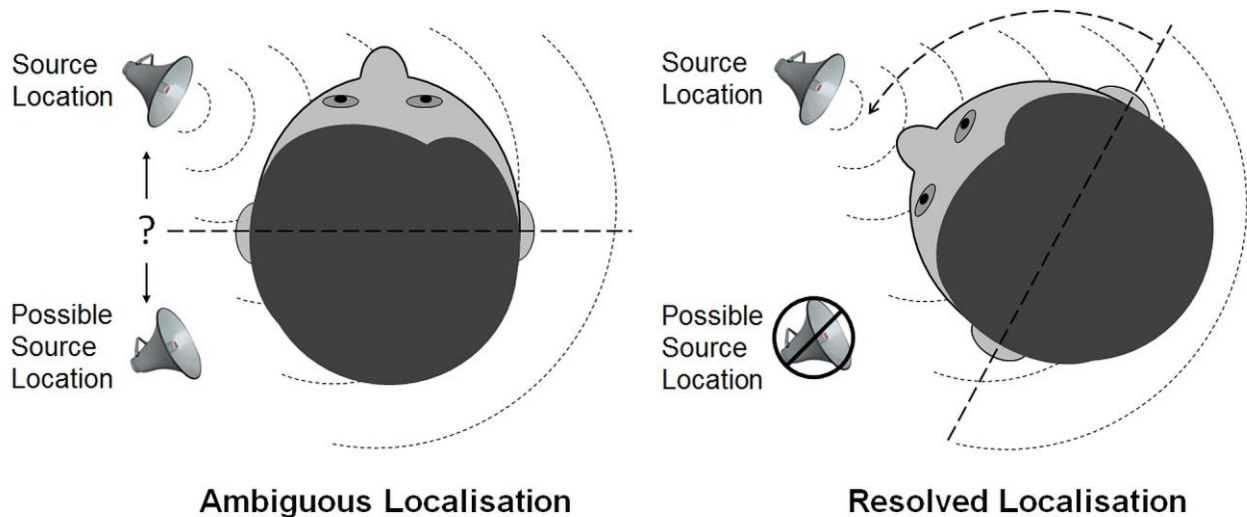 Source
Location
?
Possible
Source
Location
Ambiguous Localisation
Source
Location
Possible
Source
Location
Resolved Localisation